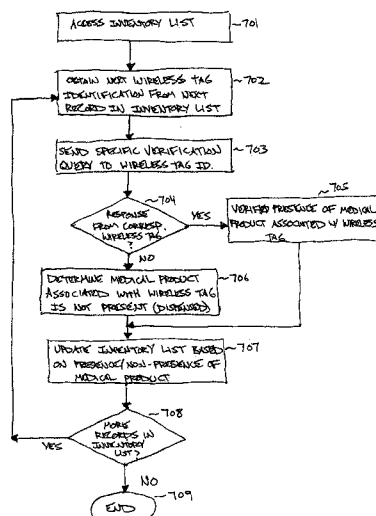 ACCESS INVENTORY LIST
701
OBTAIN NEXT WIRELESS TAG
IDENTIFICATION FROM NEXT
RECORD IN INVENTORY LIST
702
SEND SPECIFIC VERIFICATION
QUERY TO WIRELESS TAG ID.
703
704
RESPONSE
FROM CORRESP.
WIRELESS TAG
?
YES
NO
705
VERIFIED PRESENCE OF MEDICAL
PRODUCT ASSOCIATED W/ WIRELESS
TAG
DETERMINE MEDICAL PRODUCT
ASSOCIATED WITH WIRELESS TAG
IS NOT PRESENT (DISPENSED)
706
UPDATE INVENTORY LIST BASED
ON PRESENCE/NON-PRESENCE OF
MEDICAL PRODUCT
707
708
MORE
RECORDS IN
INVENTORY
LIST?
YES
NO
END
709